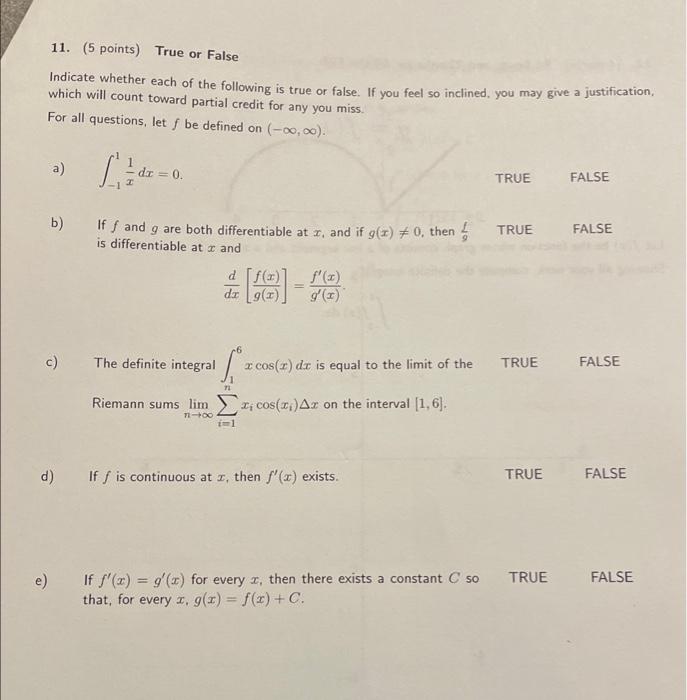 11. (5 points) True or False
Indicate whether each of the following is true or false. If you feel so inclined, you may give a justification,
which will count toward partial credit for any you miss.
For all questions, let f be defined on (−∞, ∞).
a) ∫_{-1}^{1} 1/x dx = 0. TRUE FALSE
b) If f and g are both differentiable at x, and if g(x) ≠ 0, then f/g TRUE FALSE
is differentiable at x and
d/dx [f(x)/g(x)] = f′(x)/g′(x).
c) The definite integral ∫_{1}^{6} x cos(x) dx is equal to the limit of the TRUE FALSE
Riemann sums lim_{n→∞} ∑_{i=1}^{n} x_i cos(x_i)Δx on the interval [1, 6].
d) If f is continuous at x, then f′(x) exists. TRUE FALSE
e) If f′(x) = g′(x) for every x, then there exists a constant C so TRUE FALSE
that, for every x, g(x) = f(x) + C.